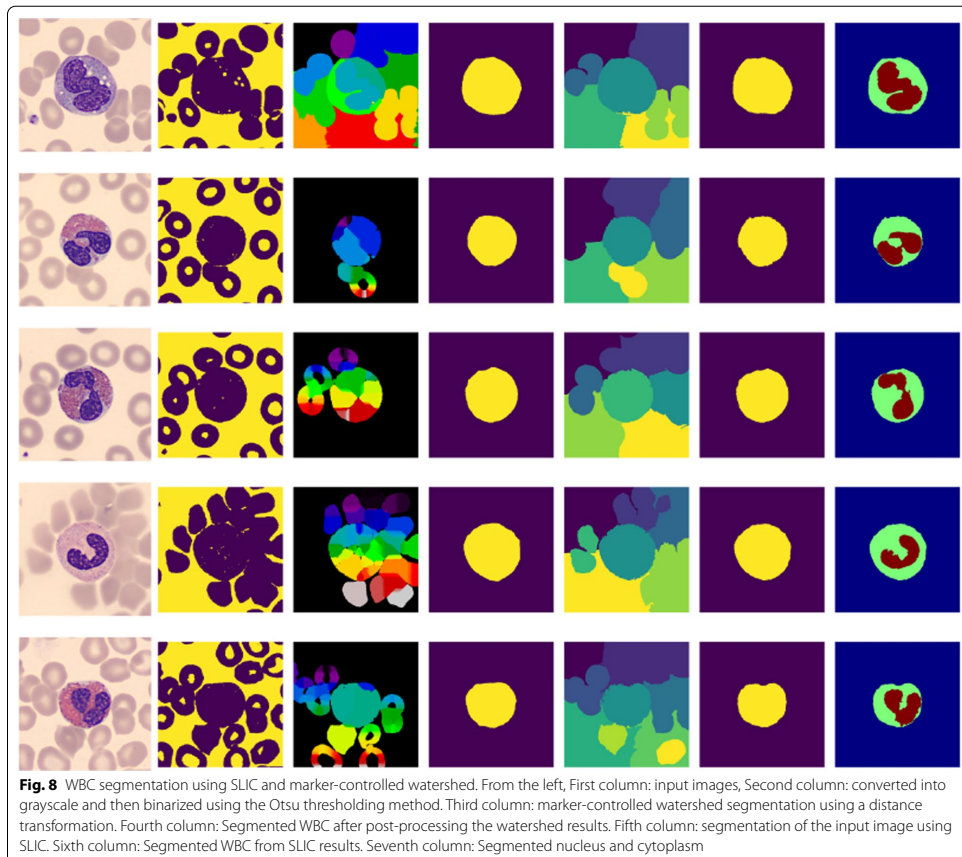 Fig. 8 WBC segmentation using SLIC and marker-controlled watershed. From the left, First column: input images, Second column: converted into
grayscale and then binarized using the Otsu thresholding method. Third column: marker-controlled watershed segmentation using a distance
transformation. Fourth column: Segmented WBC after post-processing the watershed results. Fifth column: segmentation of the input image using
SLIC. Sixth column: Segmented WBC from SLIC results. Seventh column: Segmented nucleus and cytoplasm